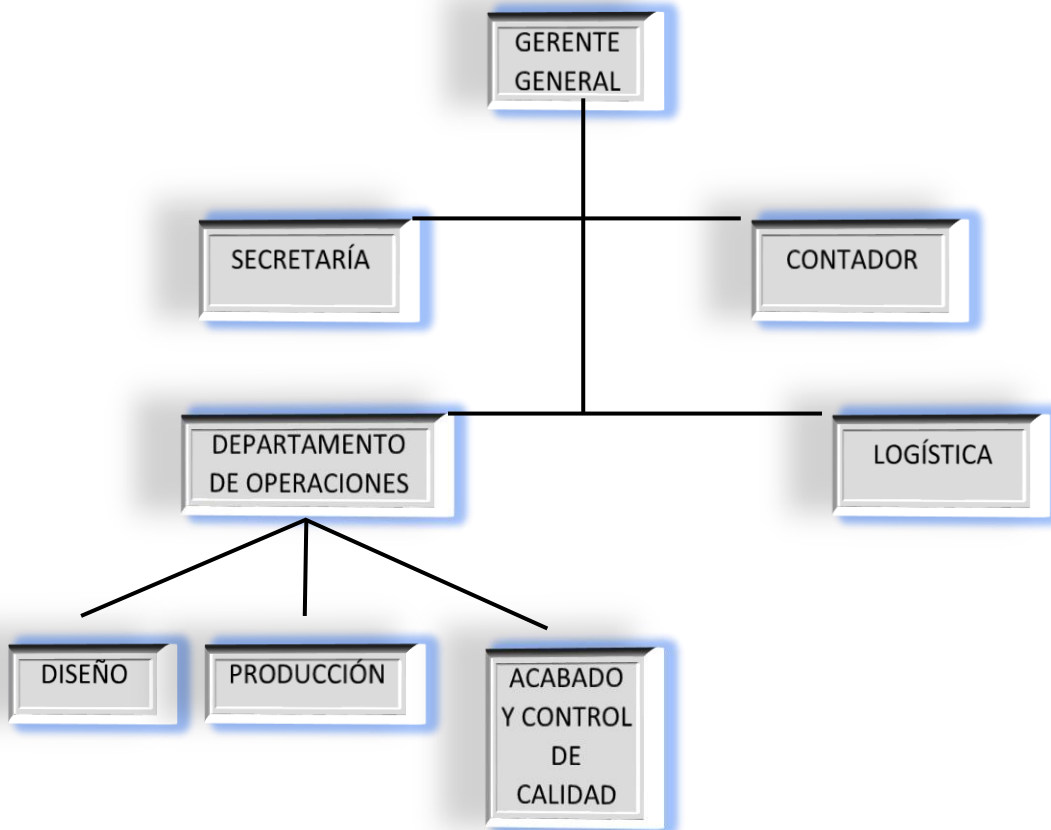 GERENTE
GENERAL
SECRETARÍA
CONTADOR
DEPARTAMENTO
DE OPERACIONES
LOGÍSTICA
DISEÑO
PRODUCCIÓN
ACABADO
Y CONTROL
DE
CALIDAD